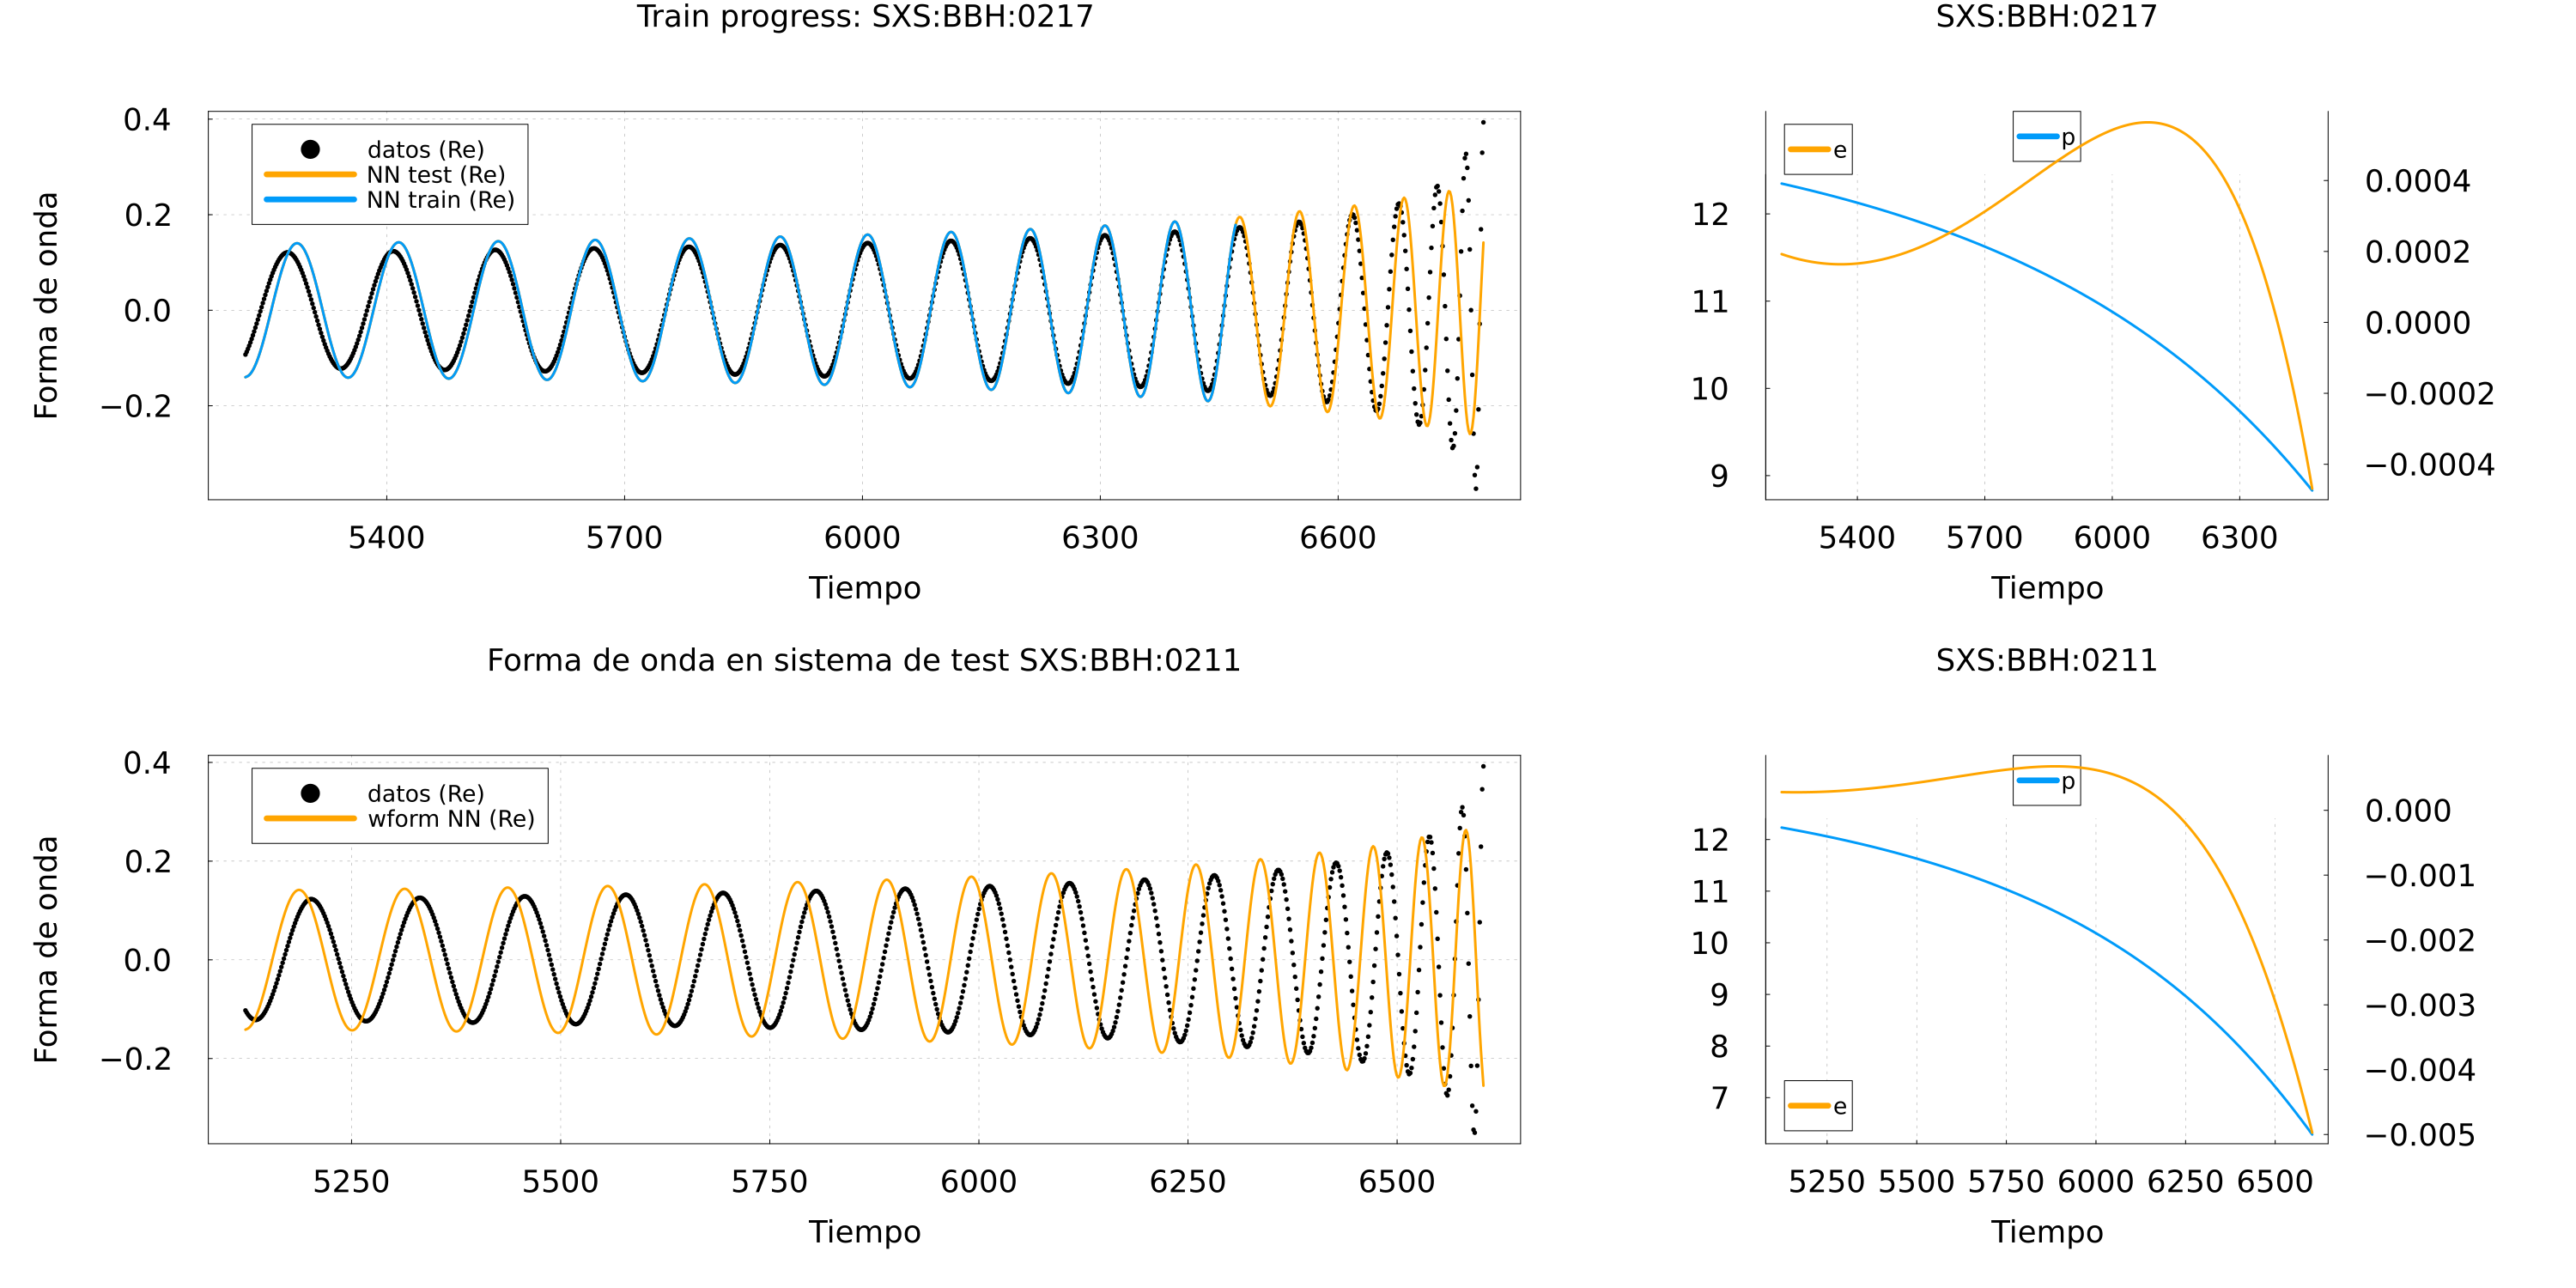 Train progress: SXS:BBH:0217
0.4
0.2
0.0
−0.2
Forma de onda
datos (Re)
NN test (Re)
NN train (Re)
5400 5700 6000 6300 6600
Tiempo
SXS:BBH:0217
e
p
12
11
10
9
0.0004
0.0002
0.0000
−0.0002
−0.0004
5400 5700 6000 6300
Tiempo
Forma de onda en sistema de test SXS:BBH:0211
0.4
0.2
0.0
−0.2
Forma de onda
datos (Re)
wform NN (Re)
5250 5500 5750 6000 6250 6500
Tiempo
SXS:BBH:0211
p
e
12
11
10
9
8
7
0.000
−0.001
−0.002
−0.003
−0.004
−0.005
5250 5500 5750 6000 6250 6500
Tiempo